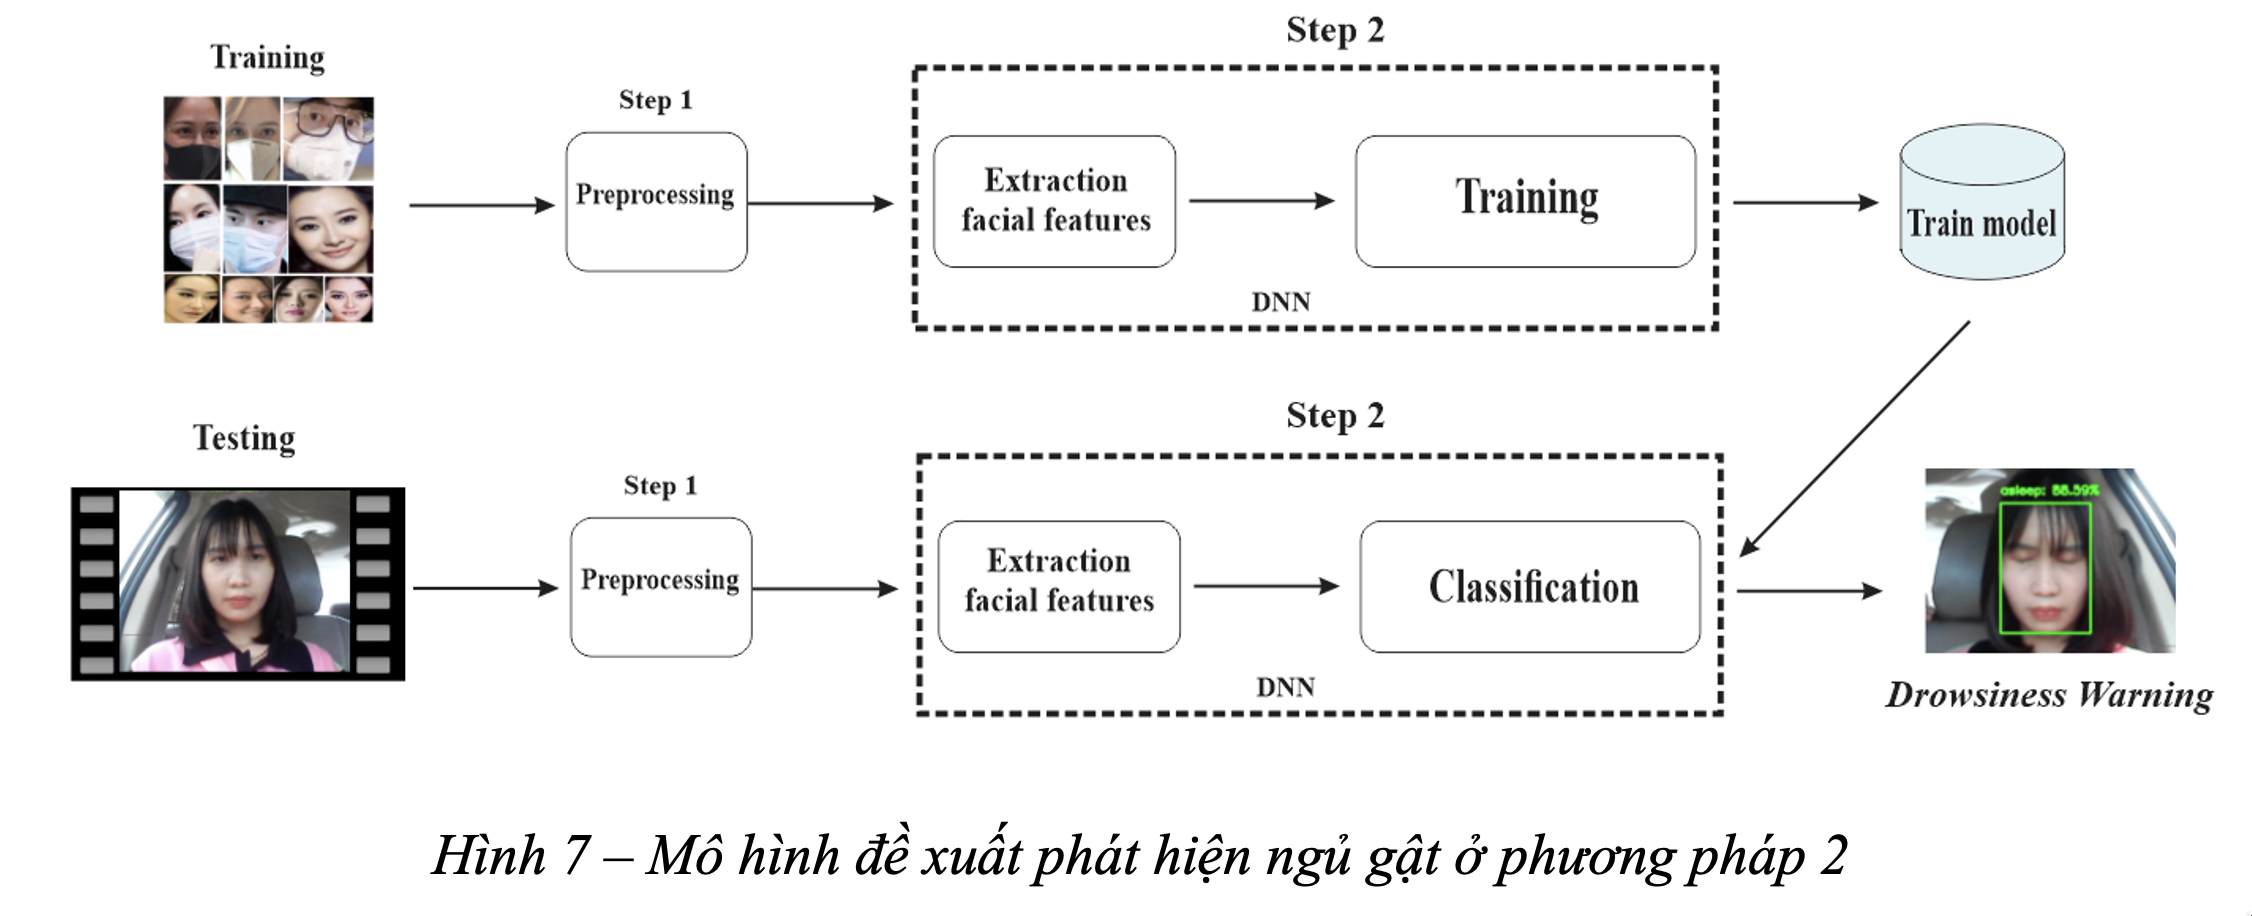 Training
Step 1
Preprocessing
Step 2
Extraction
facial features
Training
DNN
Train model
Testing
Step 1
Preprocessing
Step 2
Extraction
facial features
Classification
DNN
asleep: 88.59%
Drowsiness Warning
Hình 7 – Mô hình đề xuất phát hiện ngủ gật ở phương pháp 2